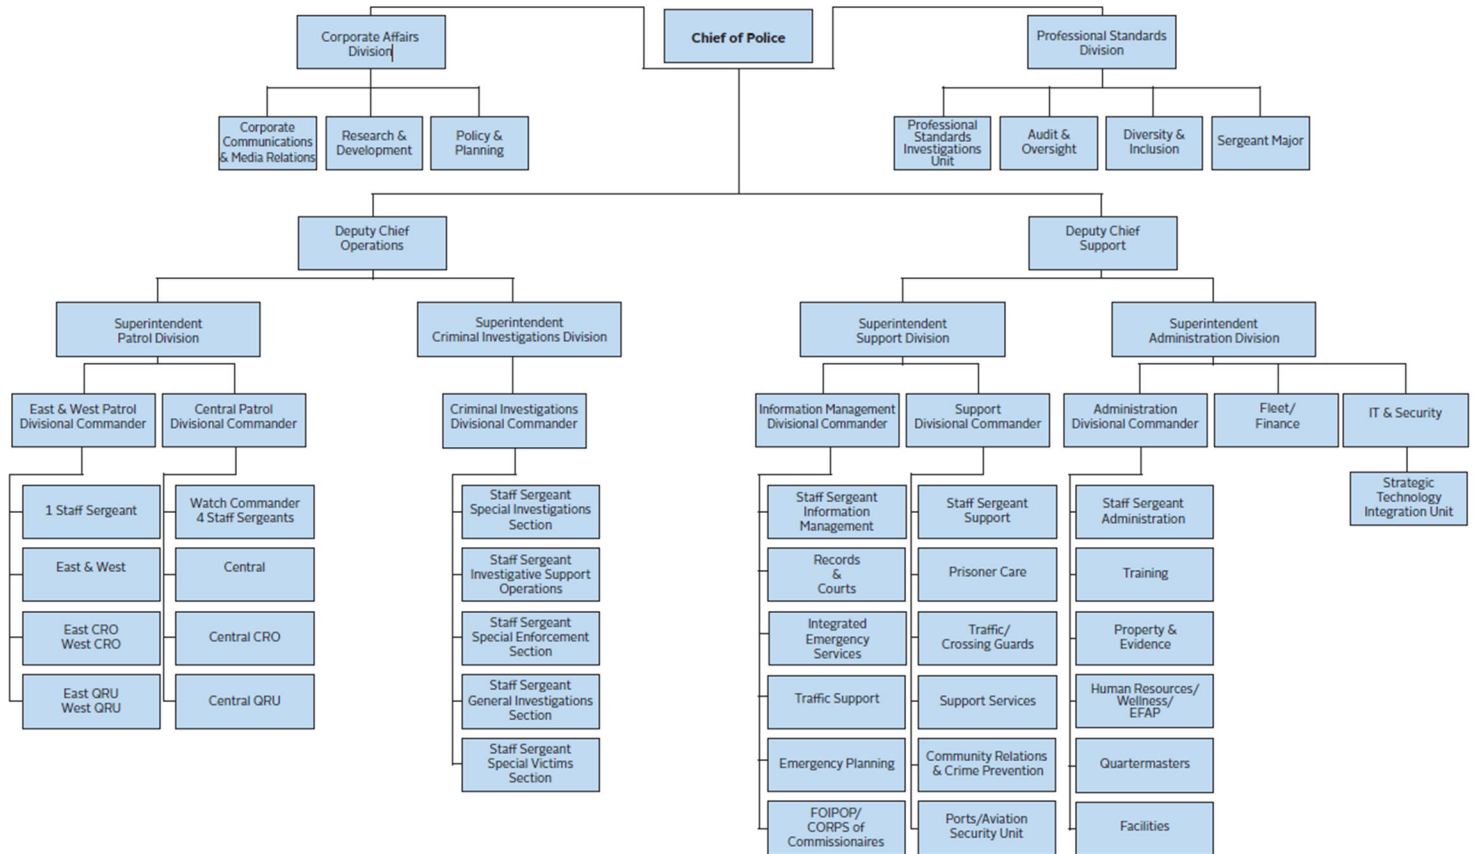 Chief of Police
Corporate Affairs
Division
Professional Standards
Division
Corporate
Communications
& Media Relations
Research &
Development
Policy &
Planning
Professional
Standards
Investigations
Unit
Audit &
Oversight
Diversity &
Inclusion
Sergeant Major
Deputy Chief
Operations
Deputy Chief
Support
Superintendent
Patrol Division
Superintendent
Criminal Investigations Division
Superintendent
Support Division
Superintendent
Administration Division
East & West Patrol
Divisional Commander
Central Patrol
Divisional Commander
Criminal Investigations
Divisional Commander
Information Management
Divisional Commander
Support
Divisional Commander
Administration
Divisional Commander
Fleet/
Finance
IT & Security
1 Staff Sergeant
East & West
East CRO
West CRO
East QRU
West QRU
Watch Commander
4 Staff Sergeants
Central
Central CRO
Central QRU
Staff Sergeant
Special Investigations
Section
Staff Sergeant
Investigative Support
Operations
Staff Sergeant
Special Enforcement
Section
Staff Sergeant
General Investigations
Section
Staff Sergeant
Special Victims
Section
Staff Sergeant
Information
Management
Records
&
Courts
Integrated
Emergency
Services
Traffic Support
Emergency Planning
FOIPOP/
CORPS of
Commissionaires
Staff Sergeant
Support
Prisoner Care
Traffic/
Crossing Guards
Support Services
Community Relations
& Crime Prevention
Ports/Aviation
Security Unit
Staff Sergeant
Administration
Training
Property &
Evidence
Human Resources/
Wellness/
EFAP
Quartermasters
Facilities
Strategic
Technology
Integration Unit